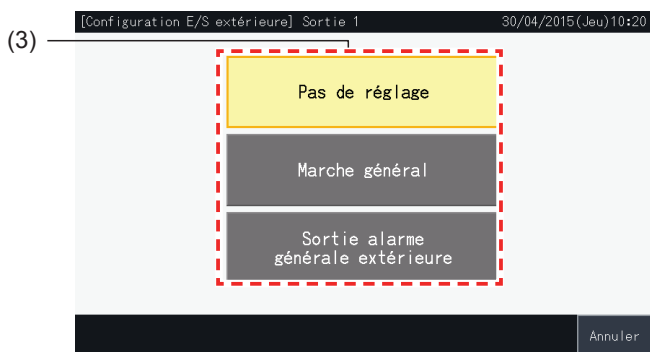 [Configuration E/S extérieure] Sortie 1 30/04/2015(Jeu)10:20
(3)
Pas de réglage
Marche général
Sortie alarme
générale extérieure
Annuler